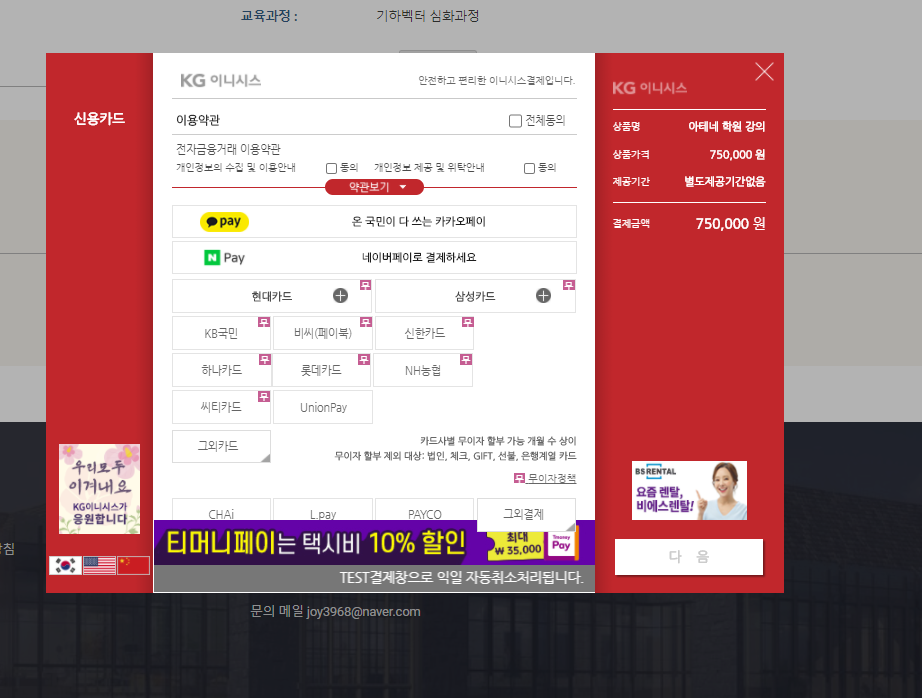 교육과정 : 기하벡터 심화과정
신용카드
KG 이니시스
안전하고 편리한 이니시스결제입니다.
이용약관
전체동의
전자금융거래 이용약관
개인정보의 수집 및 이용안내 동의 개인정보 제공 및 위탁안내 동의
약관보기
pay 온 국민이 다 쓰는 카카오페이
N Pay 네이버페이로 결제하세요
현대카드 무 삼성카드 무
KB국민 무 비씨(페이북) 무 신한카드 무
하나카드 무 롯데카드 무 NH농협 무
씨티카드 무 UnionPay
그외카드
카드사별 무이자 할부 가능 개월 수 상이
무이자 할부 제외 대상: 법인, 체크, GIFT, 선불, 은행계열 카드
무 무이자정책
CHAi L.pay PAYCO 그외결제
티머니페이는 택시비 10% 할인 최대 ₩35,000 Tmoney Pay
TEST결제창으로 익일 자동취소처리됩니다.
우리모두
이겨내요
KG이니시스가
응원합니다
KG 이니시스
상품명 아테네 학원 강의
상품가격 750,000 원
제공기간 별도제공기간없음
결제금액 750,000 원
BS RENTAL
요즘 렌탈,
비에스렌탈!
다 음
침
문의 메일 joy3968@naver.com